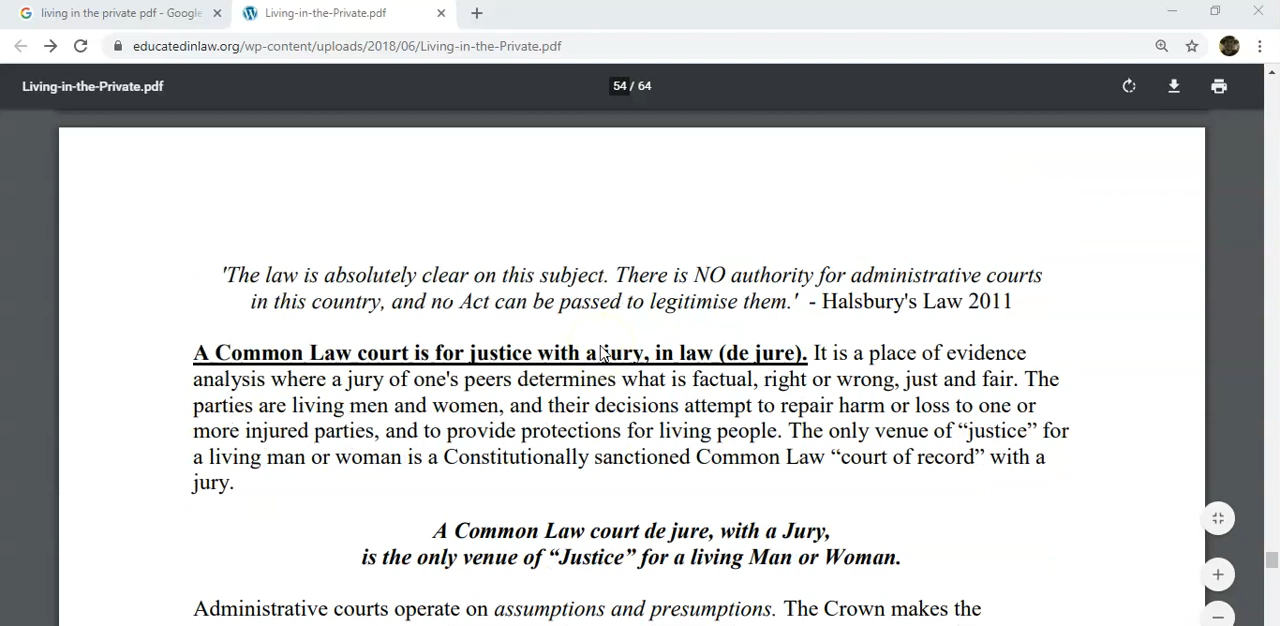 living in the private pdf - Google
Living-in-the-Private.pdf
educatedinlaw.org/wp-content/uploads/2018/06/Living-in-the-Private.pdf
Living-in-the-Private.pdf
54 / 64
'The law is absolutely clear on this subject. There is NO authority for administrative courts
in this country, and no Act can be passed to legitimise them.' - Halsbury's Law 2011
A Common Law court is for justice with a jury, in law (de jure). It is a place of evidence
analysis where a jury of one's peers determines what is factual, right or wrong, just and fair. The
parties are living men and women, and their decisions attempt to repair harm or loss to one or
more injured parties, and to provide protections for living people. The only venue of “justice” for
a living man or woman is a Constitutionally sanctioned Common Law “court of record” with a
jury.
A Common Law court de jure, with a Jury,
is the only venue of “Justice” for a living Man or Woman.
Administrative courts operate on assumptions and presumptions. The Crown makes the